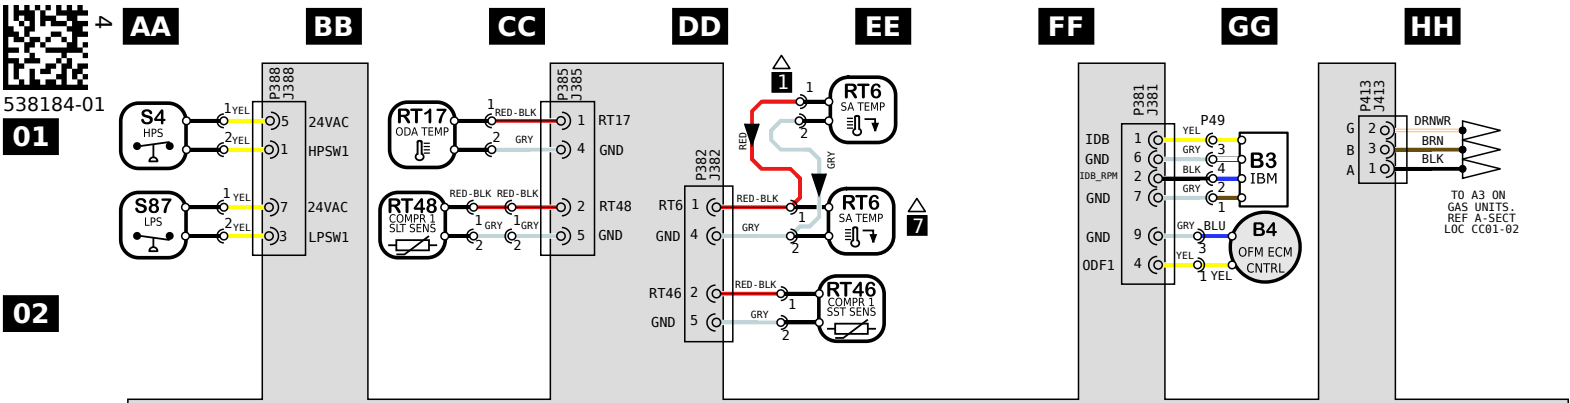 4
AA BB CC DD EE FF GG HH
538184-01
01
02
S4
HPS
1 YEL
2 YEL
P388
J388
5 24VAC
1 HPSW1
S87
LPS
1 YEL
2 YEL
7 24VAC
3 LPSW1
RT17
ODA TEMP
1 RED-BLK
2 GRY
P385
J385
1 RT17
4 GND
RT48
COMPR 1
SLT SENS
RED-BLK RED-BLK
1 GRY 1 GRY
2 2
2 RT48
5 GND
P382
J382
RT6 1 RED-BLK
GND 4 GRY
RT46 2 RED-BLK
GND 5 GRY
1
RED
GRY
1
2
RT6
SA TEMP
1
2
RT6
SA TEMP
7
1
2
RT46
COMPR 1
SST SENS
P381
J381
IDB 1 YEL
GND 6 GRY
IDB_RPM 2 BLK
GND 7 GRY
GND 9 GRY BLU
ODF1 4 YEL
P49
5
3
4
2
1
B3
IBM
3
1 YEL
B4
OFM ECM
CNTRL
P413
J413
G 2 DRNWR
B 3 BRN
A 1 BLK
TO A3 ON
GAS UNITS.
REF A-SECT
LOC CC01-02